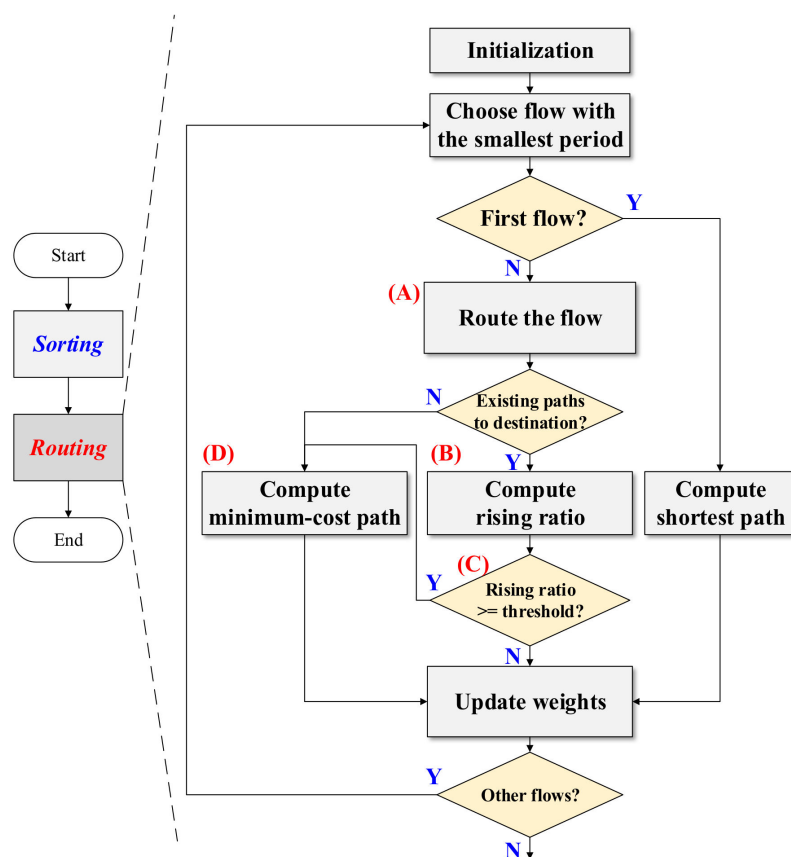 Start
Sorting
Routing
End
Initialization
Choose flow with
the smallest period
First flow?
Y
N
(A)
Route the flow
Existing paths
to destination?
N
Y
(D)
Compute
minimum-cost path
(B)
Compute
rising ratio
Compute
shortest path
(C)
Rising ratio
>= threshold?
Y
N
Update weights
Other flows?
Y
N